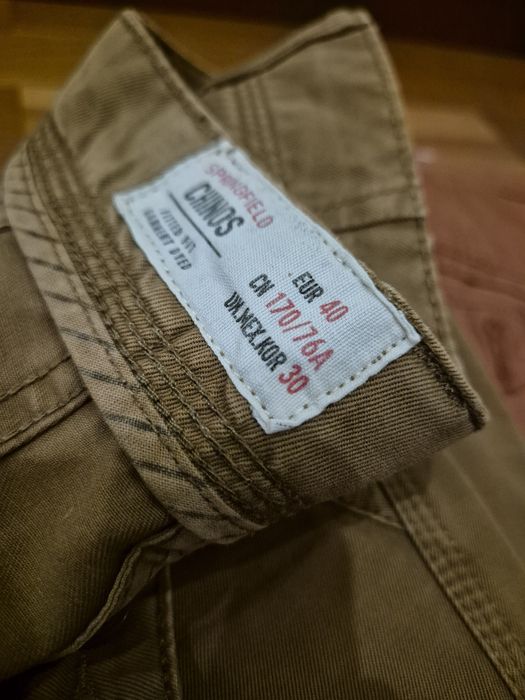 SPRINGFIELD
CHINOS
FITTED FIT,
GARMENT DYED
EUR 40
CN 170/76A
UK.MEX.KOR 30